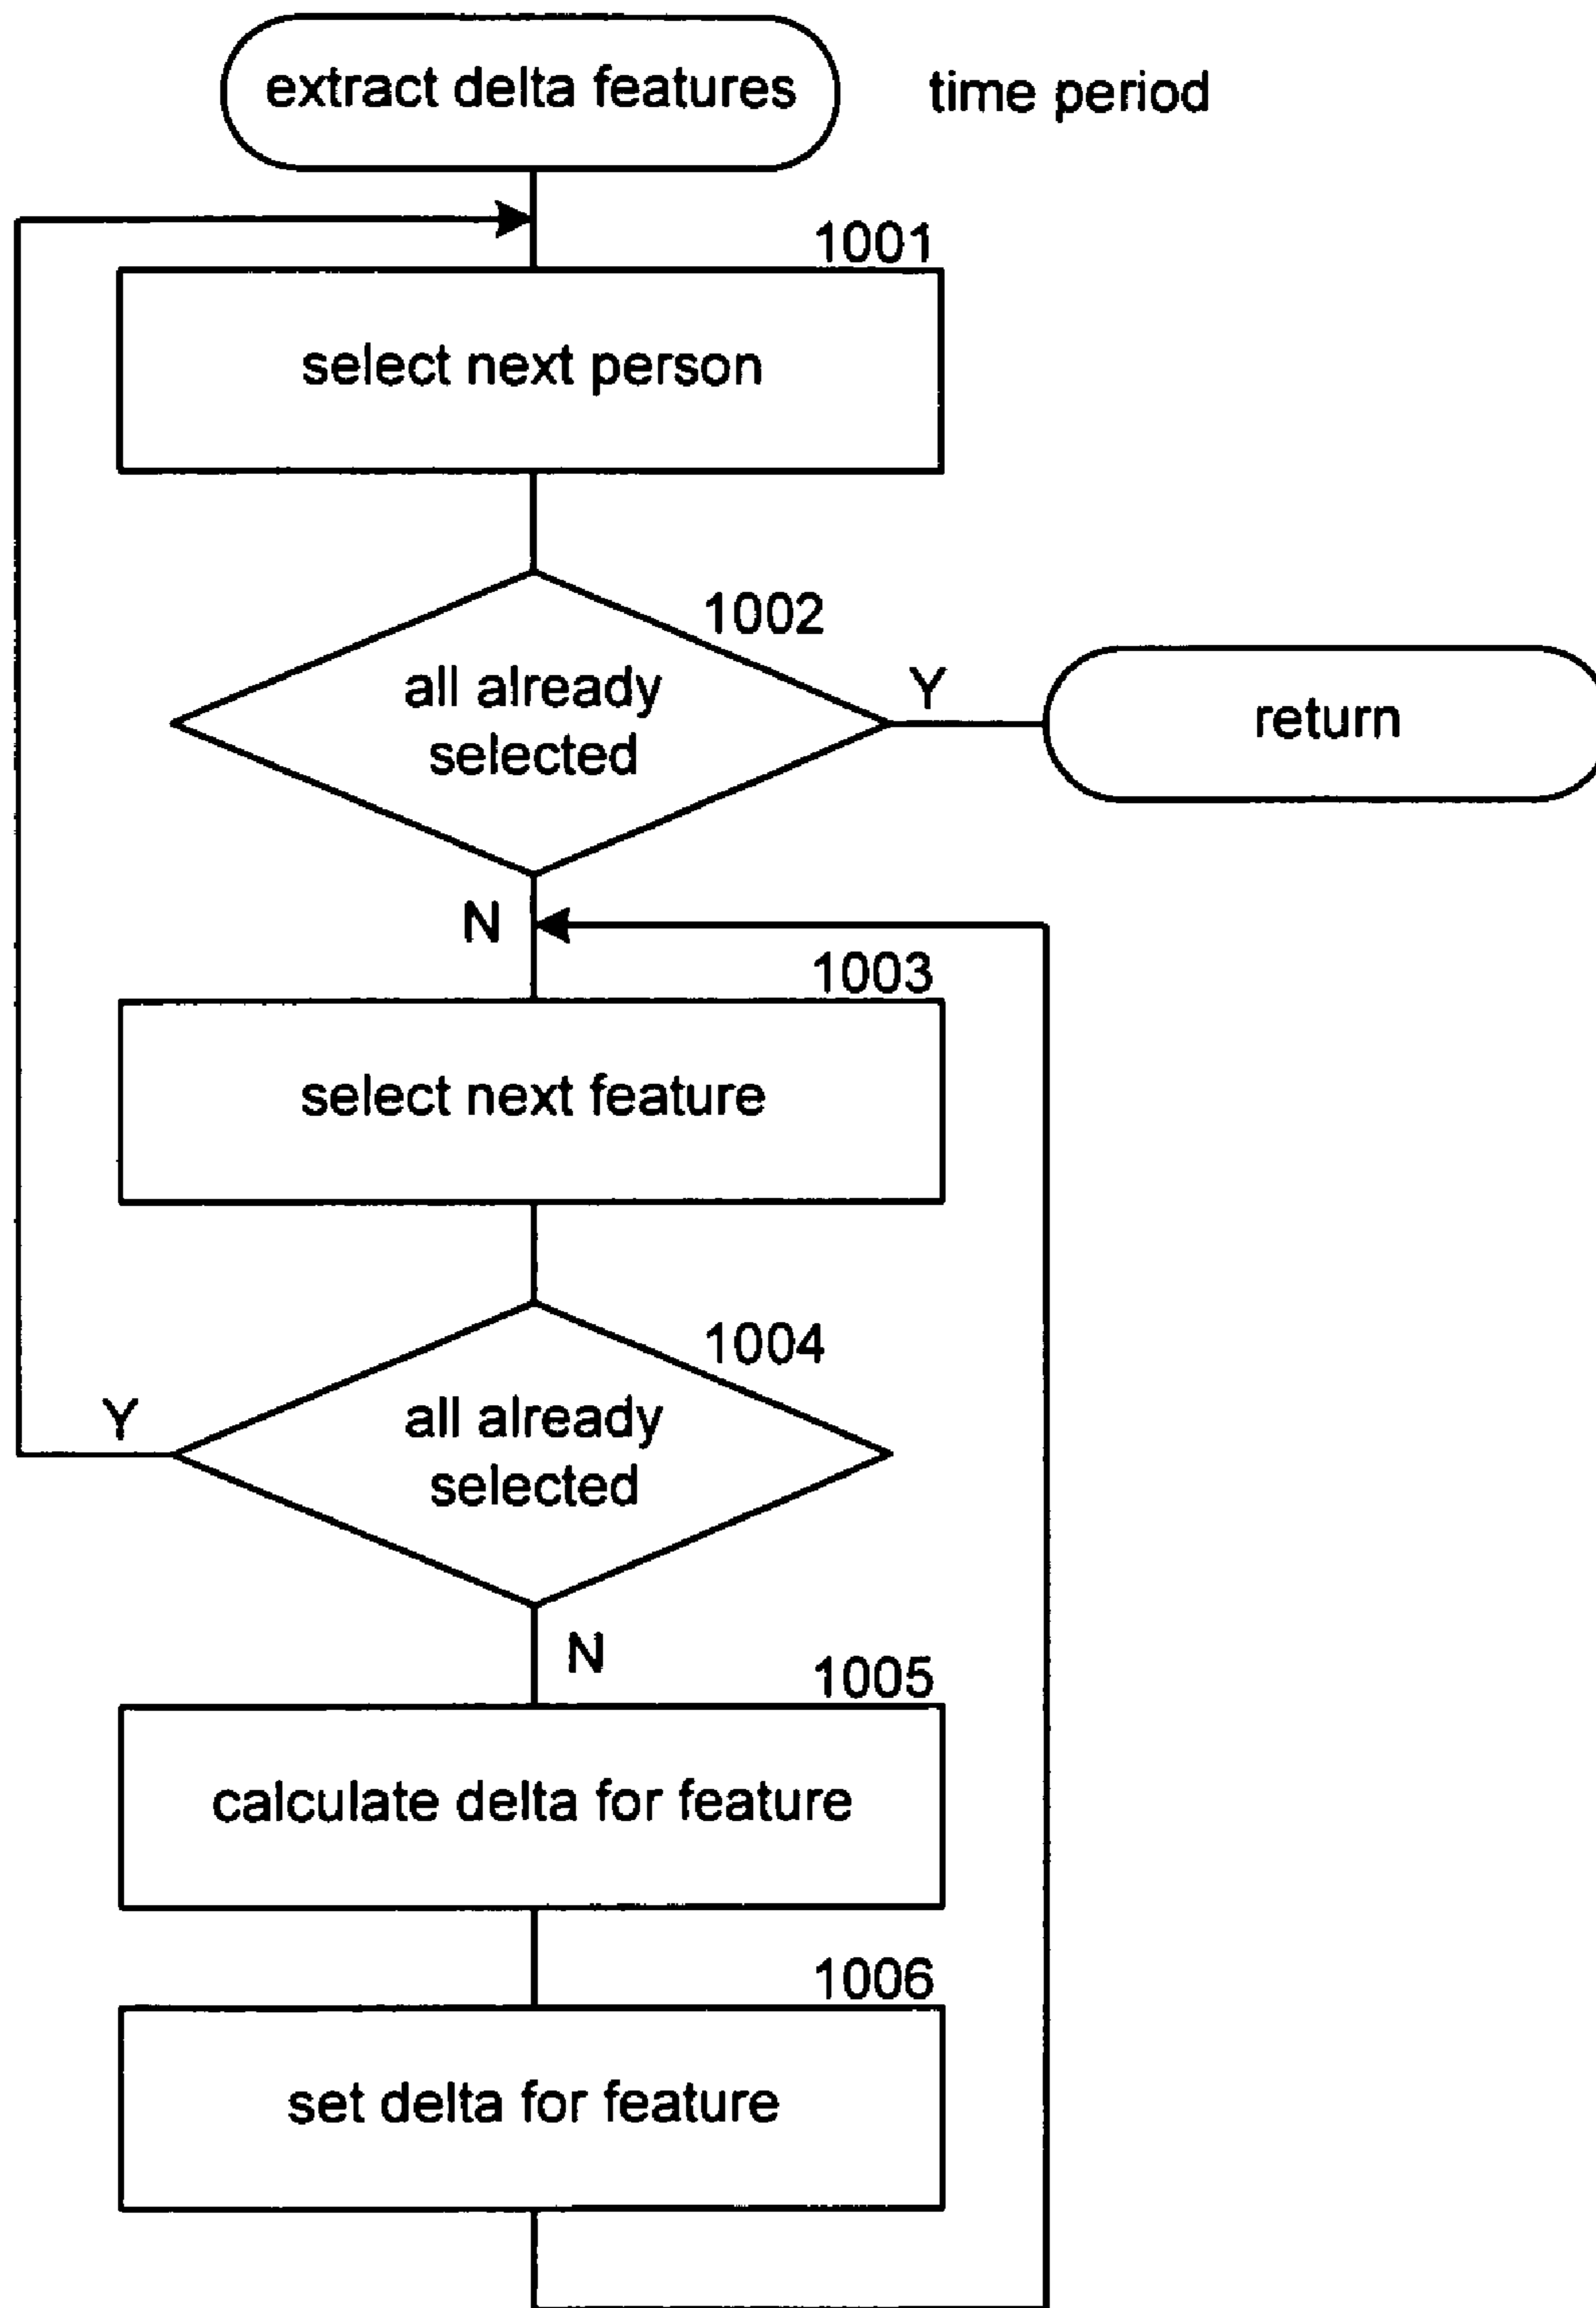 extract delta features
time period
1001
select next person
1002
all already
selected
Y
return
N
1003
select next feature
1004
all already
selected
Y
N
1005
calculate delta for feature
1006
set delta for feature